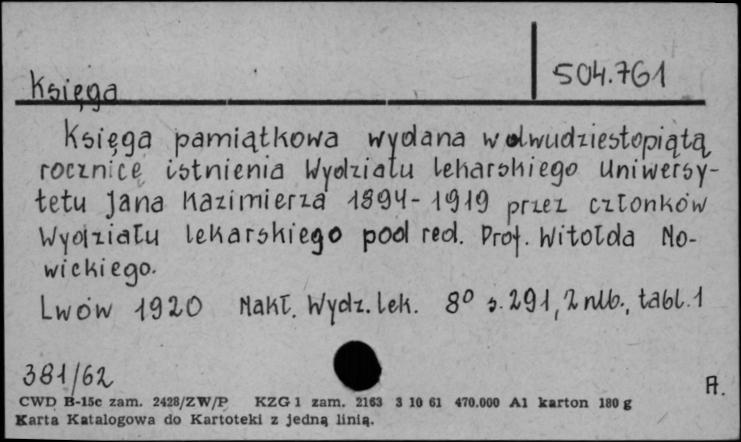 504.761
Księga
Księga pamiątkowa wydana w dwudziestopiątą
rocznicę istnienia Wydziału lekarskiego Uniwersy-
tetu Jana Kazimierza 1894-1919 przez członków
Wydziału lekarskiego pod red. Prof. Witolda No-
wickiego.
Lwów 1920 Nakł. Wydz. lek. 8° s. 291, 2 nlb., tabl. 1
381/62
A.
CWD B-15c zam. 2428/ZW/P KZG 1 zam. 2163 3 10 61 470.000 A1 karton 180 g
Karta Katalogowa do Kartoteki z jedną linią.